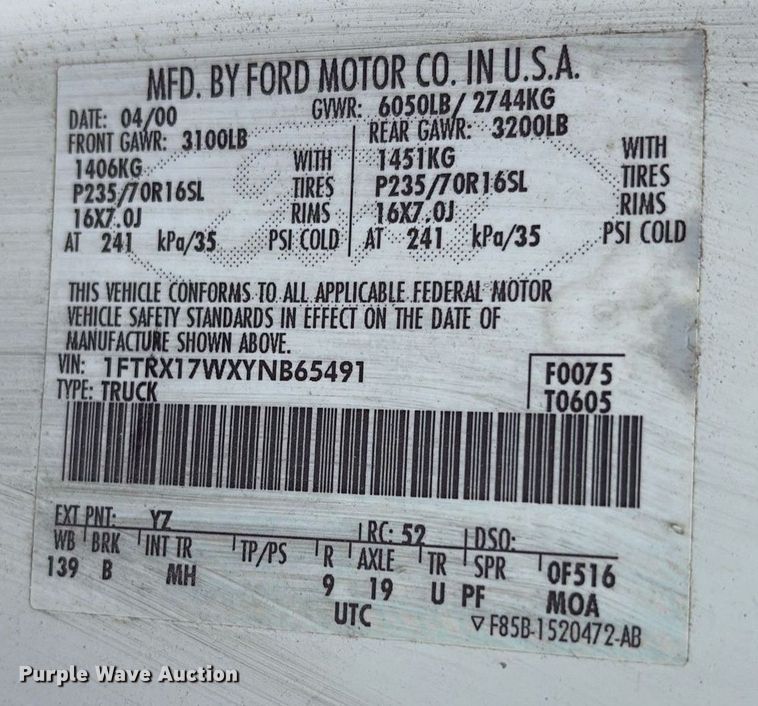 MFD. BY FORD MOTOR CO. IN U.S.A.
DATE: 04/00 GVWR: 6050LB/ 2744KG
FRONT GAWR: 3100LB REAR GAWR: 3200LB
1406KG WITH 1451KG WITH
P235/70R16SL TIRES P235/70R16SL TIRES
16X7.0J RIMS 16X7.0J RIMS
AT 241 kPa/35 PSI COLD AT 241 kPa/35 PSI COLD
THIS VEHICLE CONFORMS TO ALL APPLICABLE FEDERAL MOTOR
VEHICLE SAFETY STANDARDS IN EFFECT ON THE DATE OF
MANUFACTURE SHOWN ABOVE.
VIN: 1FTRX17WXYNB65491 F0075
TYPE: TRUCK T0605
EXT PNT: YZ RC: 52 DSO:
WB BRK INT TR TP/PS R AXLE TR SPR 0F516
139 B MH 9 19 U PF MOA
UTC ▽F85B-1520472-AB
Purple Wave Auction